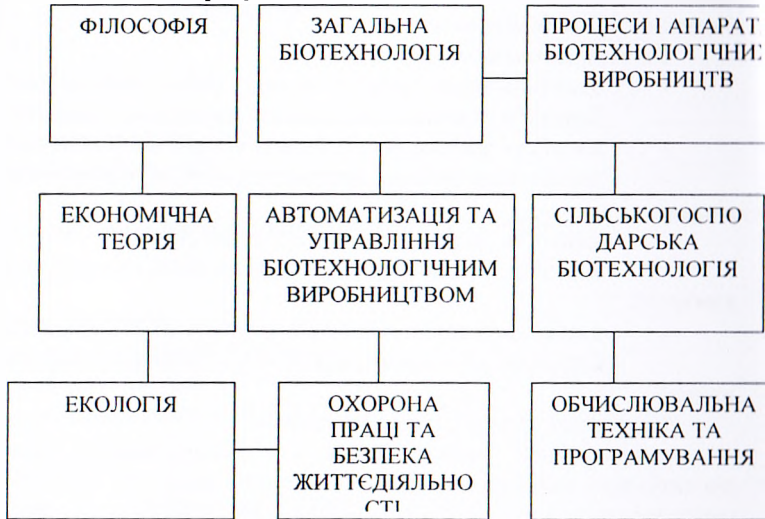 ФІЛОСОФІЯ
ЗАГАЛЬНА
БІОТЕХНОЛОГІЯ
ПРОЦЕСИ І АПАРАТ
БІОТЕХНОЛОГІЧНИ
ВИРОБНИЦТВ
ЕКОНОМІЧНА
ТЕОРІЯ
АВТОМАТИЗАЦІЯ ТА
УПРАВЛІННЯ
БІОТЕХНОЛОГІЧНИМ
ВИРОБНИЦТВОМ
СІЛЬСЬКОГОСПО
ДАРСЬКА
БІОТЕХНОЛОГІЯ
ЕКОЛОГІЯ
ОХОРОНА
ПРАЦІ ТА
БЕЗПЕКА
ЖИТТЄДІЯЛЬНО
СТІ
ОБЧИСЛЮВАЛЬНА
ТЕХНІКА ТА
ПРОГРАМУВАННЯ